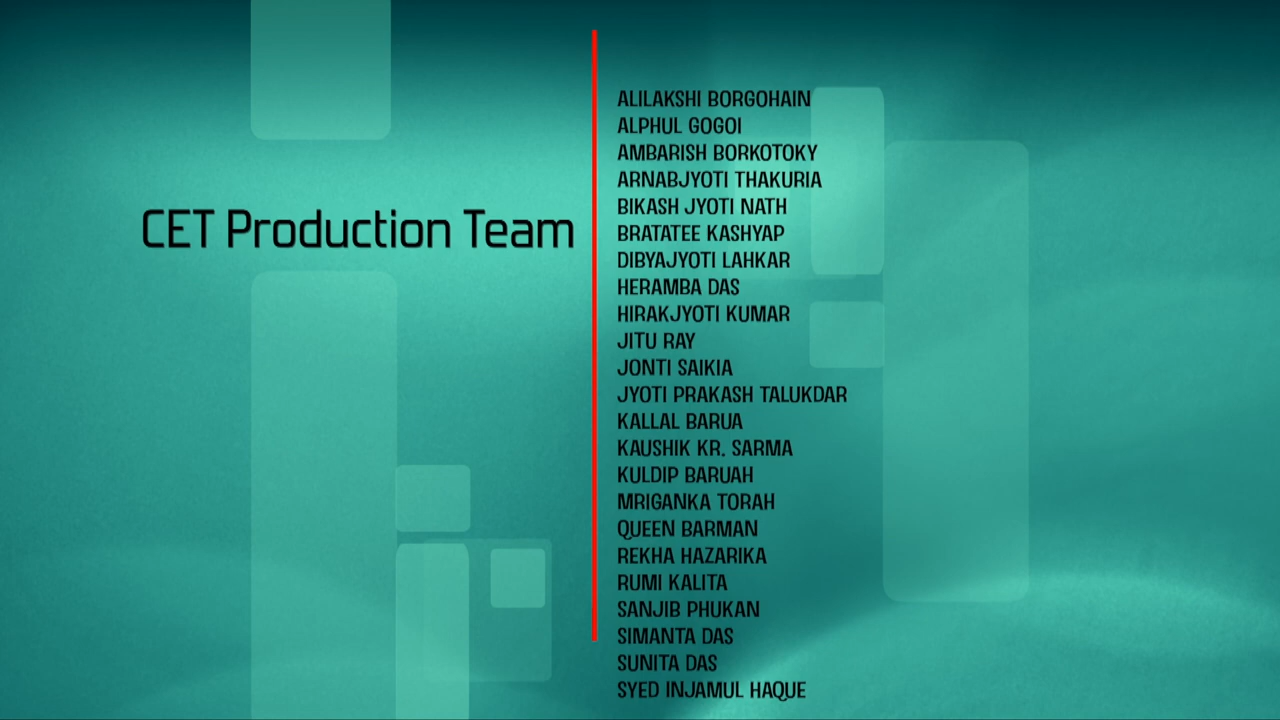 CET Production Team
ALILAKSHI BORGOHAIN
ALPHUL GOGOI
AMBARISH BORKOTOKY
ARNABJYOTI THAKURIA
BIKASH JYOTI NATH
BRATATEE KASHYAP
DIBYAJYOTI LAHKAR
HERAMBA DAS
HIRAKJYOTI KUMAR
JITU RAY
JONTI SAIKIA
JYOTI PRAKASH TALUKDAR
KALLAL BARUA
KAUSHIK KR. SARMA
KULDIP BARUAH
MRIGANKA TORAH
QUEEN BARMAN
REKHA HAZARIKA
RUMI KALITA
SANJIB PHUKAN
SIMANTA DAS
SUNITA DAS
SYED INJAMUL HAQUE